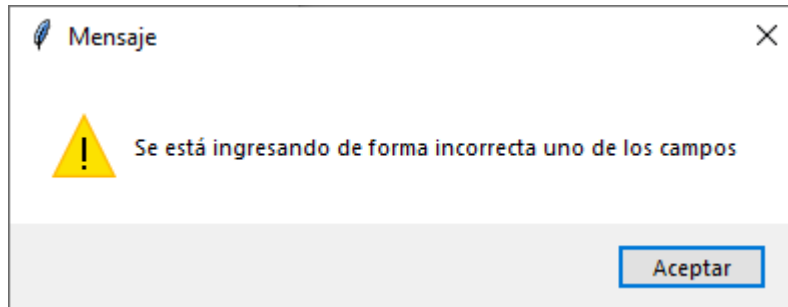 Mensaje
Se está ingresando de forma incorrecta uno de los campos
Aceptar